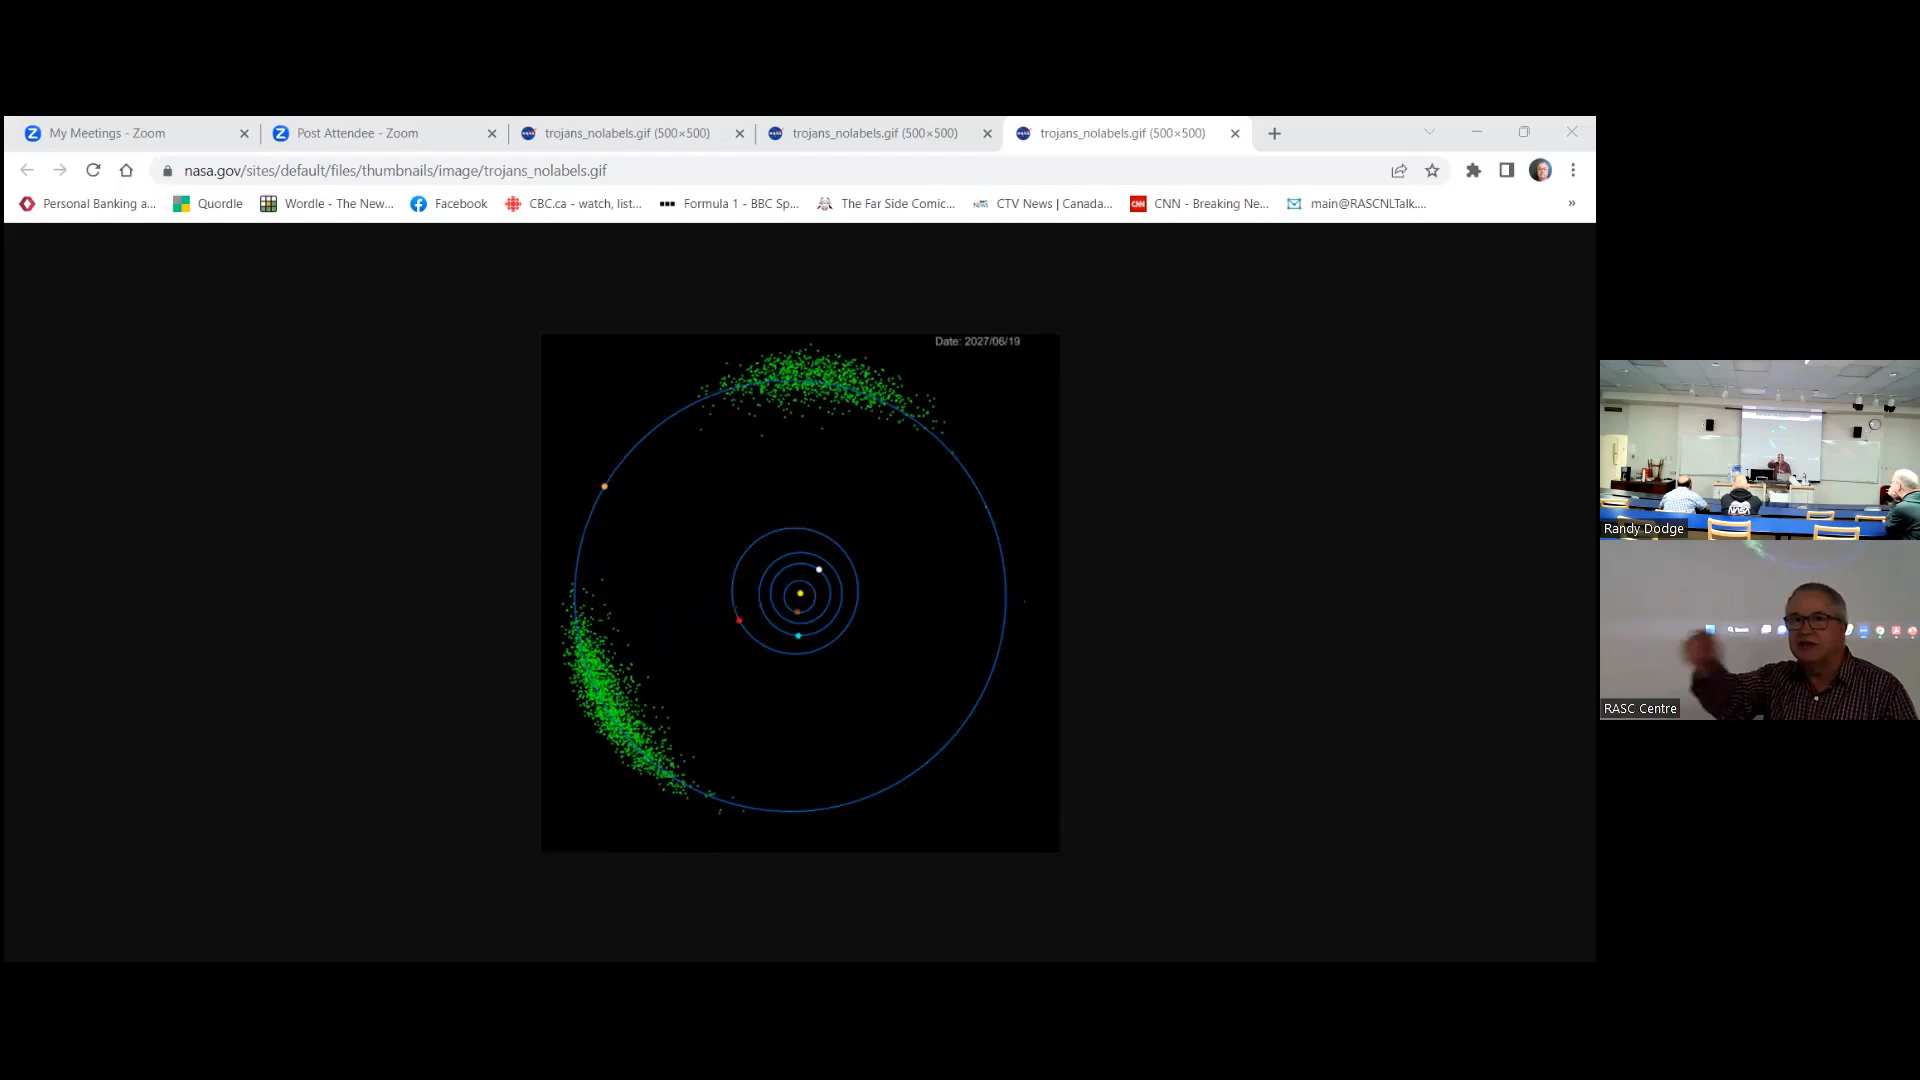 My Meetings - Zoom
Post Attendee - Zoom
trojans_nolabels.gif (500×500)
trojans_nolabels.gif (500×500)
trojans_nolabels.gif (500×500)
nasa.gov/sites/default/files/thumbnails/image/trojans_nolabels.gif
Personal Banking a...
Quordle
Wordle - The New...
Facebook
CBC.ca - watch, list...
Formula 1 - BBC Sp...
The Far Side Comic...
CTV News | Canada...
CNN
CNN - Breaking Ne...
main@RASCNLTalk....
»
Date: 2027/06/19
NASA
Randy Dodge
Search
RASC Centre